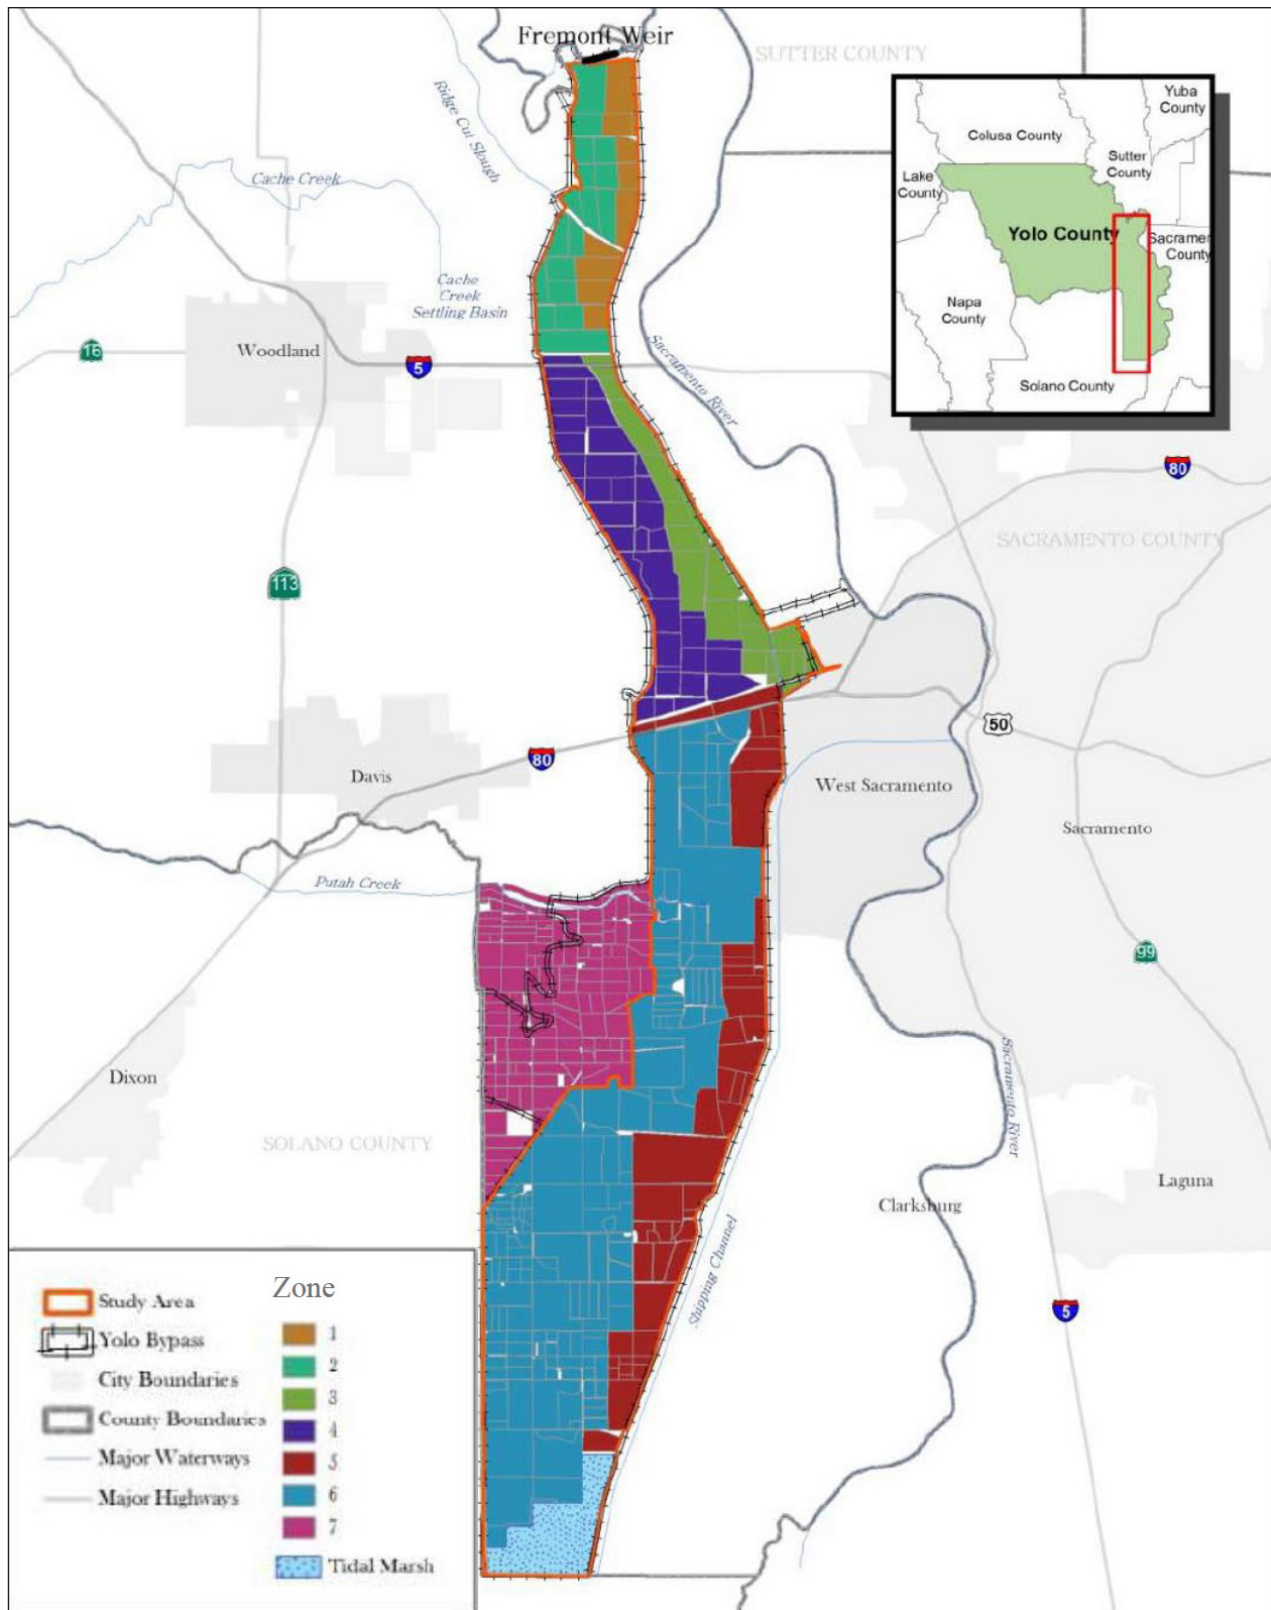 Fremont Weir
SUTTER COUNTY
Ridge Cut Slough
Cache Creek
Cache
Creek
Settling Basin
16
Woodland
5
Sacramento River
Yuba
County
Colusa County
Sutter
County
Lake
County
Yolo County
Sacramen
County
Napa
County
Solano County
80
SACRAMENTO COUNTY
113
50
80
Davis
West Sacramento
Sacramento
Putah Creek
99
Dixon
Sacramento River
SOLANO COUNTY
Laguna
Clarksburg
Shipping Channel
5
Zone
Study Area
Yolo Bypass
City Boundaries
County Boundaries
Major Waterways
Major Highways
1
2
3
4
5
6
7
Tidal Marsh